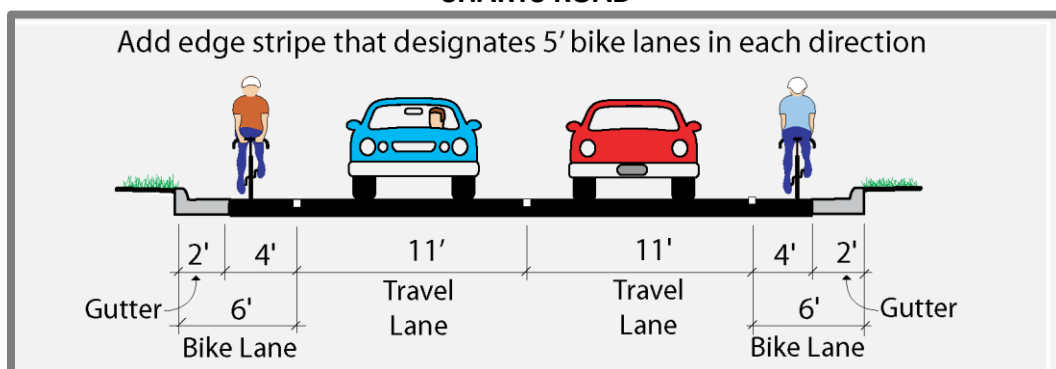 Add edge stripe that designates 5' bike lanes in each direction
2' 4' 11' 11' 4' 2'
Gutter 6' Travel Lane Travel Lane 6' Gutter
Bike Lane Bike Lane